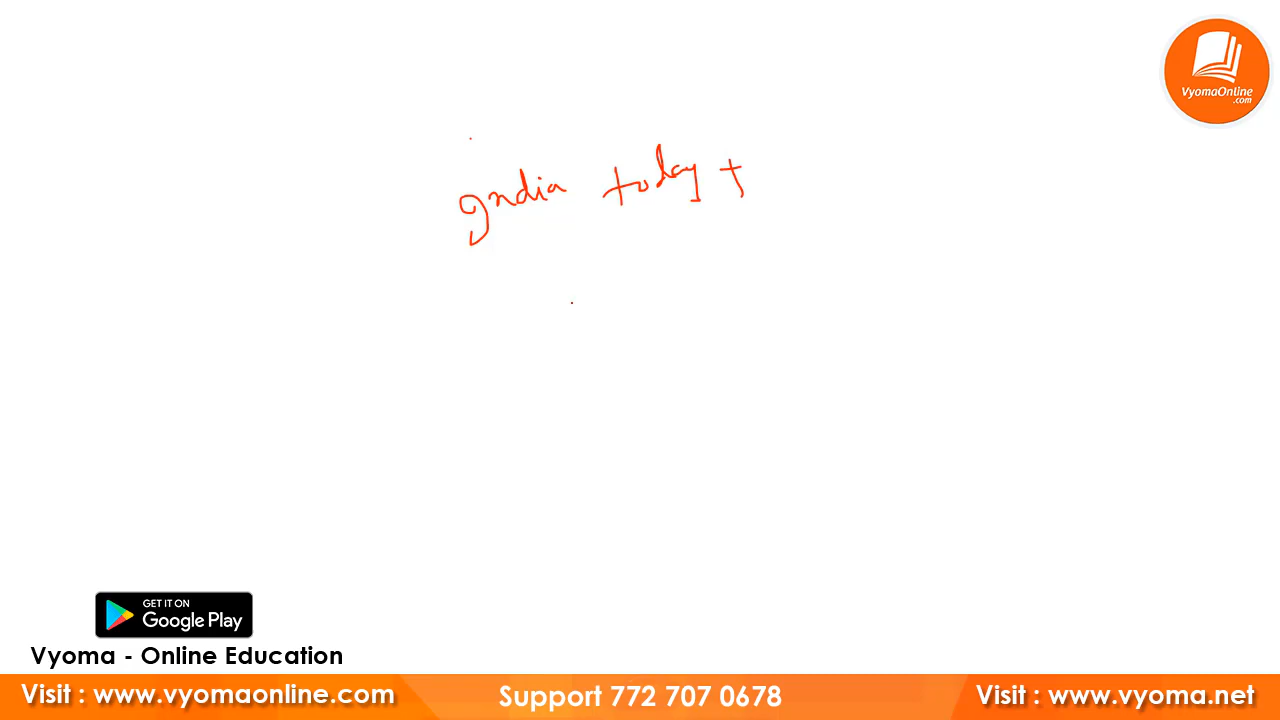 VyomaOnline
.com
India today +
GET IT ON
Google Play
Vyoma - Online Education
Visit : www.vyomaonline.com
Support 772 707 0678
Visit : www.vyoma.net